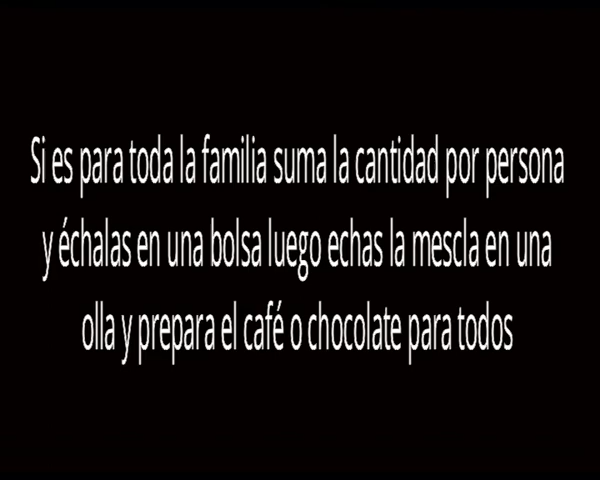 Si es para toda la familia suma la cantidad por persona
y échalas en una bolsa luego echas la mescla en una
olla y prepara el café o chocolate para todos